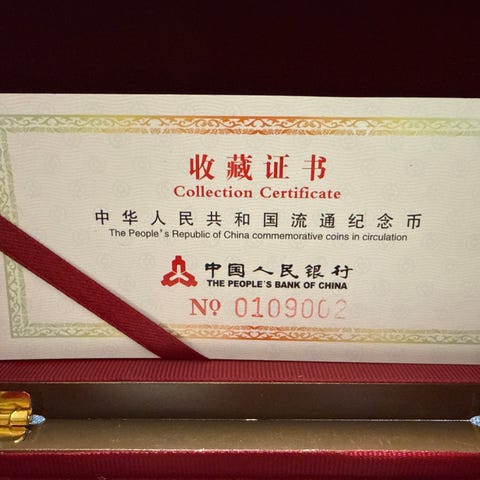 收藏证书
Collection Certificate
中华人民共和国流通纪念币
The People's Republic of China commemorative coins in circulation
中国人民银行
THE PEOPLE'S BANK OF CHINA
Nº 0109002